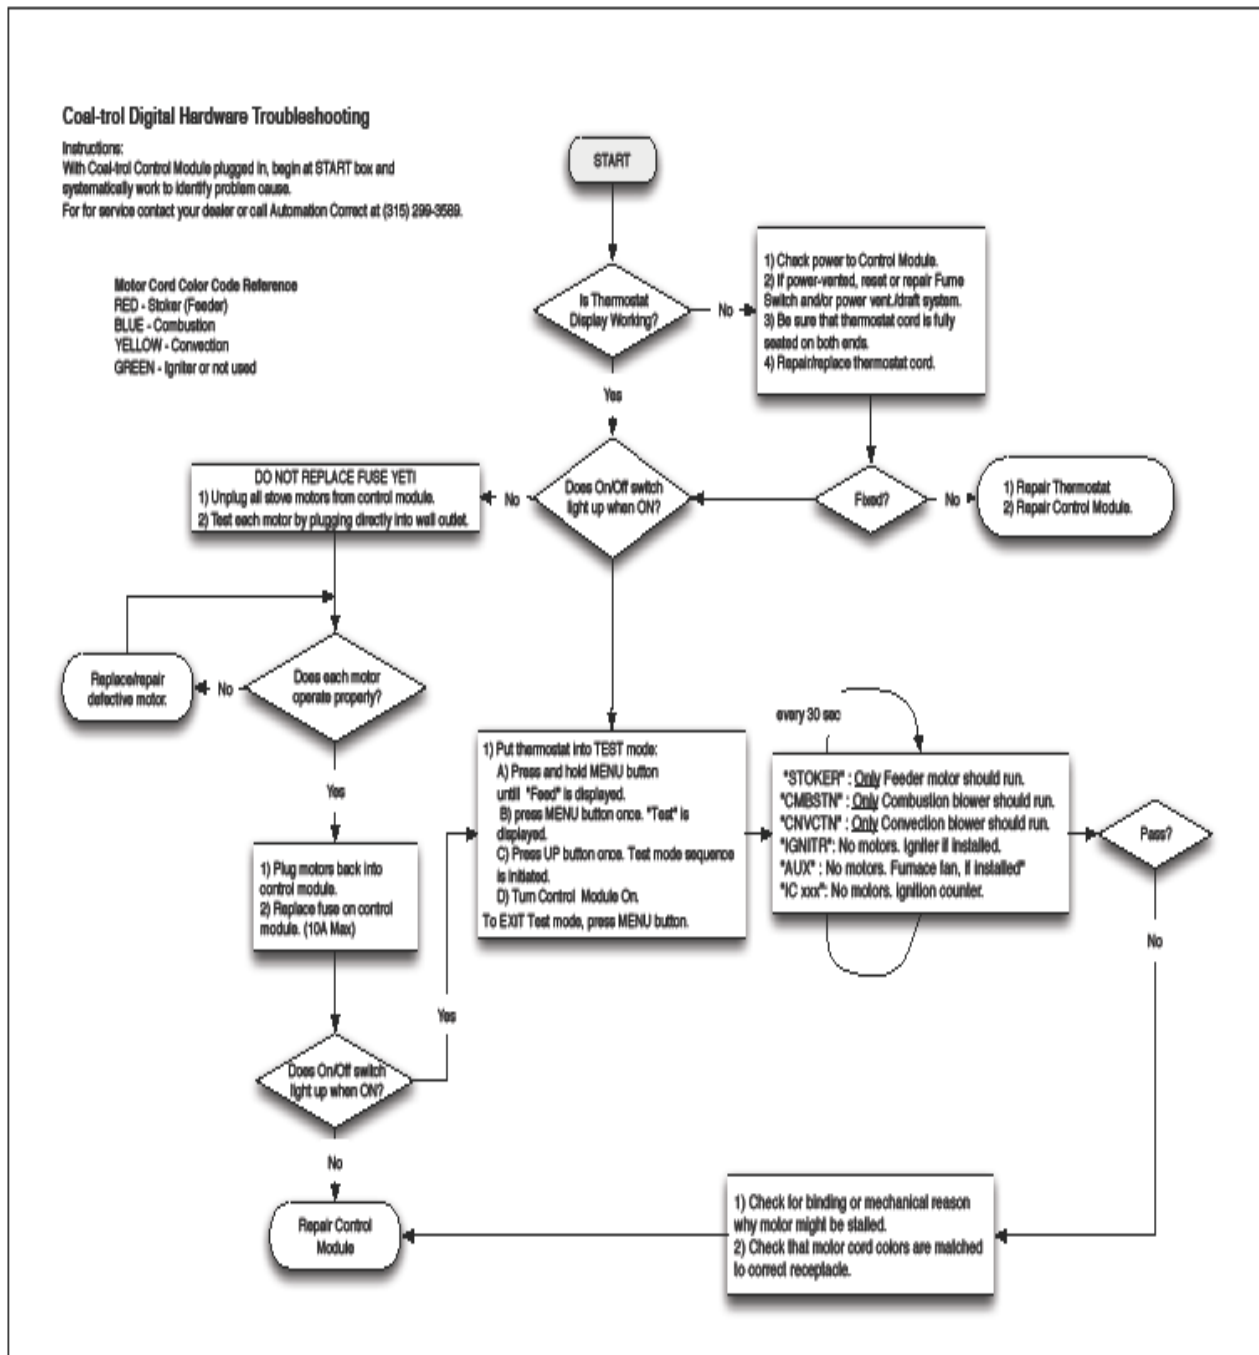 Coal-trol Digital Hardware Troubleshooting
Instructions:
With Coal-trol Control Module plugged in, begin at START box and
systematically work to identify problem cause.
For for service contact your dealer or call Automation Correct at (315) 299-3589.
Motor Cord Color Code Reference
RED - Stoker (Feeder)
BLUE - Combustion
YELLOW - Convection
GREEN - Igniter or not used
START
Is Thermostat
Display Working?
No
1) Check power to Control Module.
2) If power-vented, reset or repair Fume
Switch and/or power vent./draft system.
3) Be sure that thermostat cord is fully
seated on both ends.
4) Repair/replace thermostat cord.
Yes
DO NOT REPLACE FUSE YET!
1) Unplug all stove motors from control module.
2) Test each motor by plugging directly into wall outlet.
No
Does On/Off switch
light up when ON?
Fixed?
No
1) Repair Thermostat
2) Repair Control Module.
Replace/repair
defective motor.
No
Does each motor
operate properly?
Yes
1) Plug motors back into
control module.
2) Replace fuse on control
module. (10A Max)
1) Put thermostat into TEST mode:
A) Press and hold MENU button
untill "Feed" is displayed.
B) press MENU button once. "Test" is
displayed.
C) Press UP button once. Test mode sequence
is initiated.
D) Turn Control Module On.
To EXIT Test mode, press MENU button.
every 30 sec
"STOKER" : Only Feeder motor should run.
"CMBSTN" : Only Combustion blower should run.
"CNVCTN" : Only Convection blower should run.
"IGNITR": No motors. Igniter if installed.
"AUX" : No motors. Furnace fan, if installed"
"IC xxx": No motors. Ignition counter.
Pass?
No
Yes
Does On/Off switch
light up when ON?
No
Repair Control
Module
1) Check for binding or mechanical reason
why motor might be stalled.
2) Check that motor cord colors are matched
to correct receptacle.